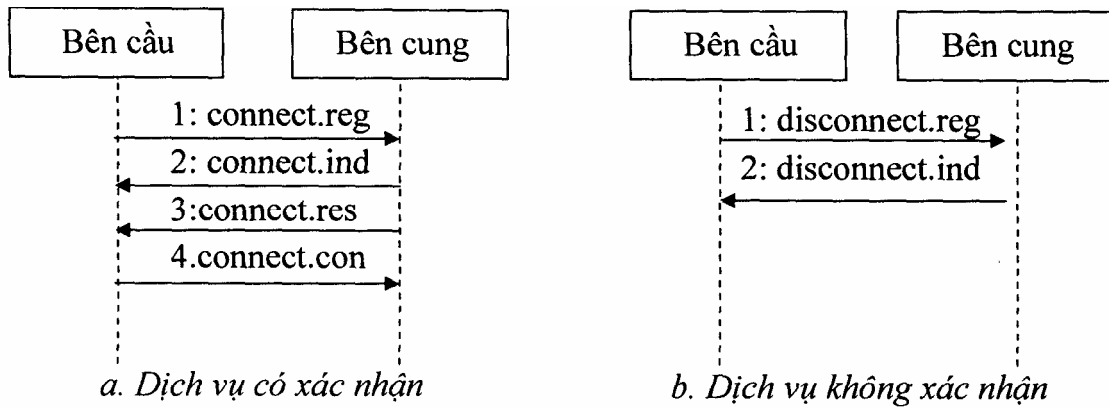 Bên cầu
Bên cung
1: connect.reg
2: connect.ind
3:connect.res
4.connect.con
a. Dịch vụ có xác nhận
Bên cầu
Bên cung
1: disconnect.reg
2: disconnect.ind
b. Dịch vụ không xác nhận